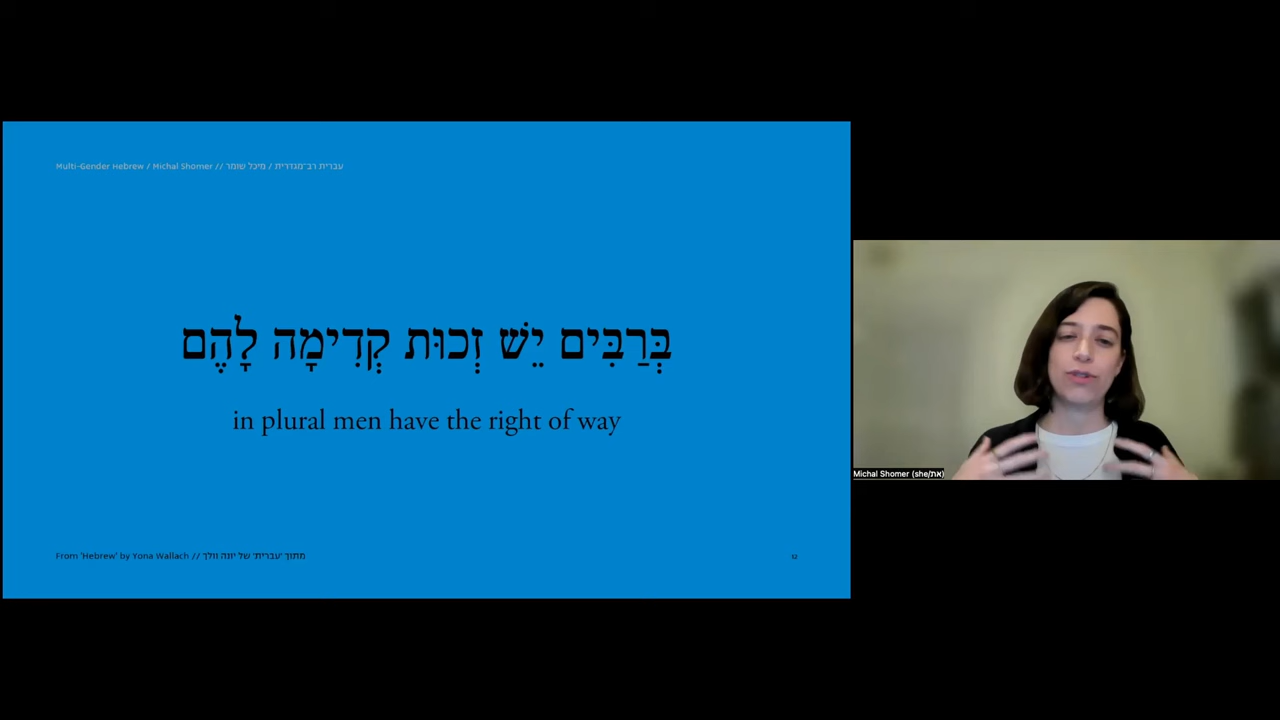 Multi-Gender Hebrew / Michal Shomer // עברית רב־מגדרית / מיכל שומר
בְּרַבִּים יֵשׁ זְכוּת קְדִימָה לָהֶם
in plural men have the right of way
From 'Hebrew' by Yona Wallach // מתוך 'עברית' של יונה וולך
32
Michal Shomer (she/את)